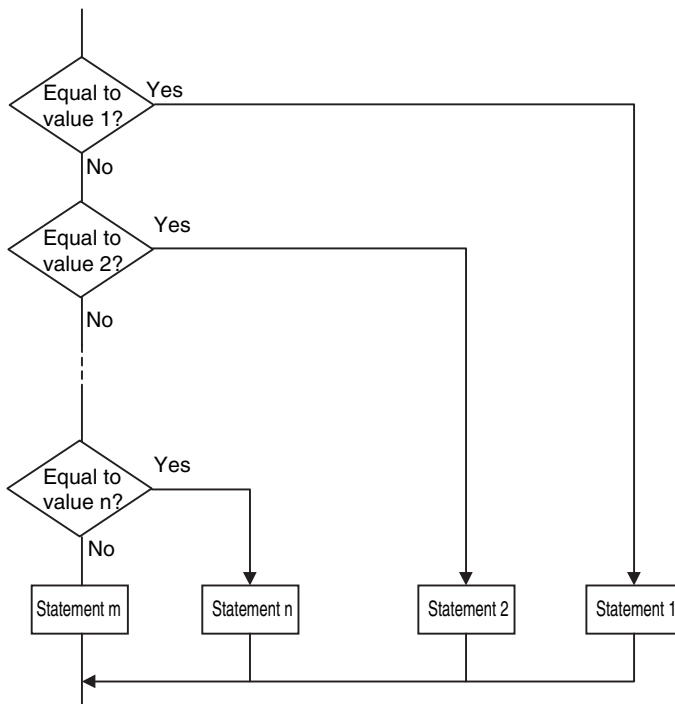 Equal to
value 1?
Yes
No
Equal to
value 2?
Yes
No
Equal to
value n?
Yes
No
Statement m
Statement n
Statement 2
Statement 1